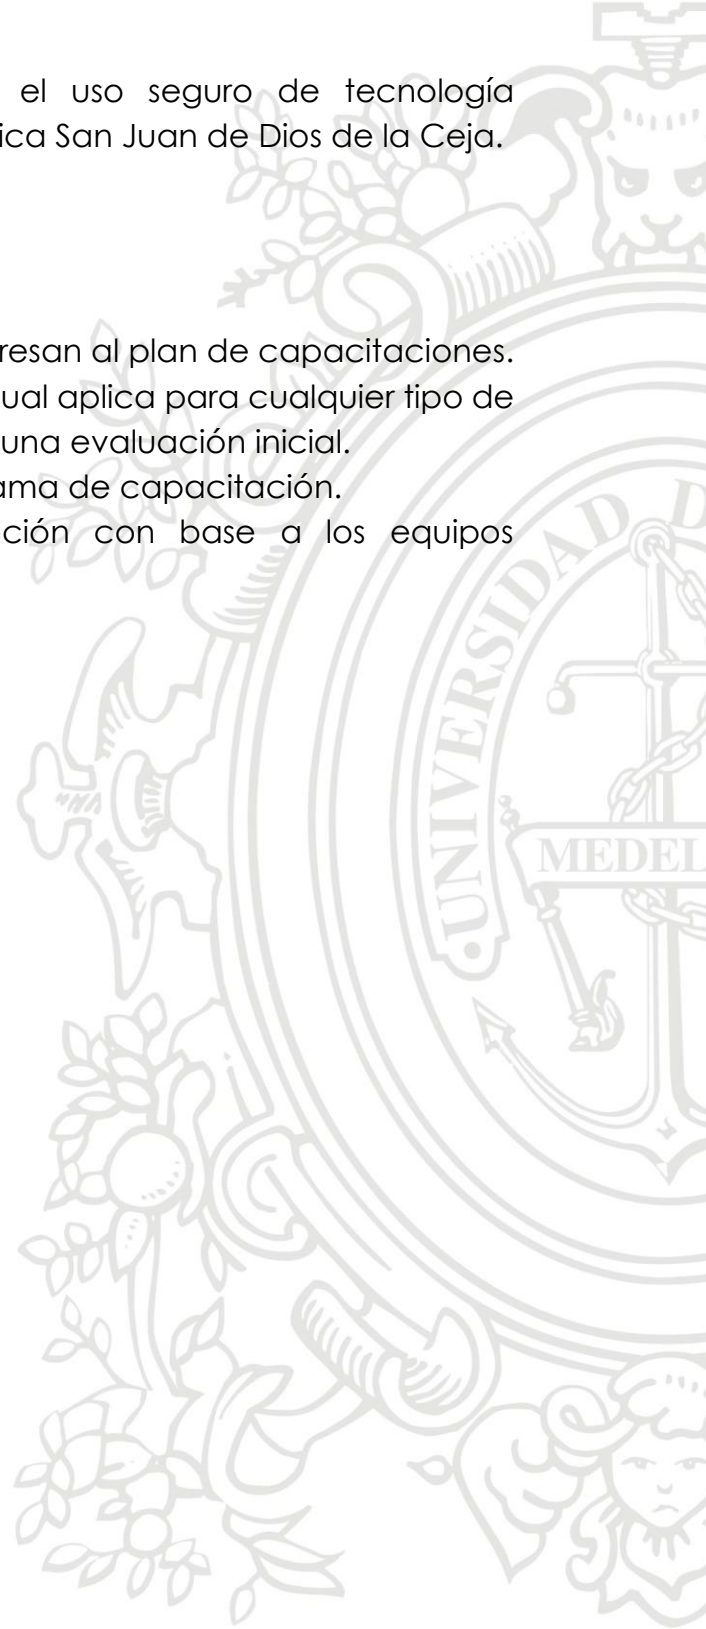 el uso seguro de tecnología
ica San Juan de Dios de la Ceja.
resan al plan de capacitaciones.
ual aplica para cualquier tipo de
una evaluación inicial.
ama de capacitación.
ción con base a los equipos
UNIVERSIDAD D
MEDEL